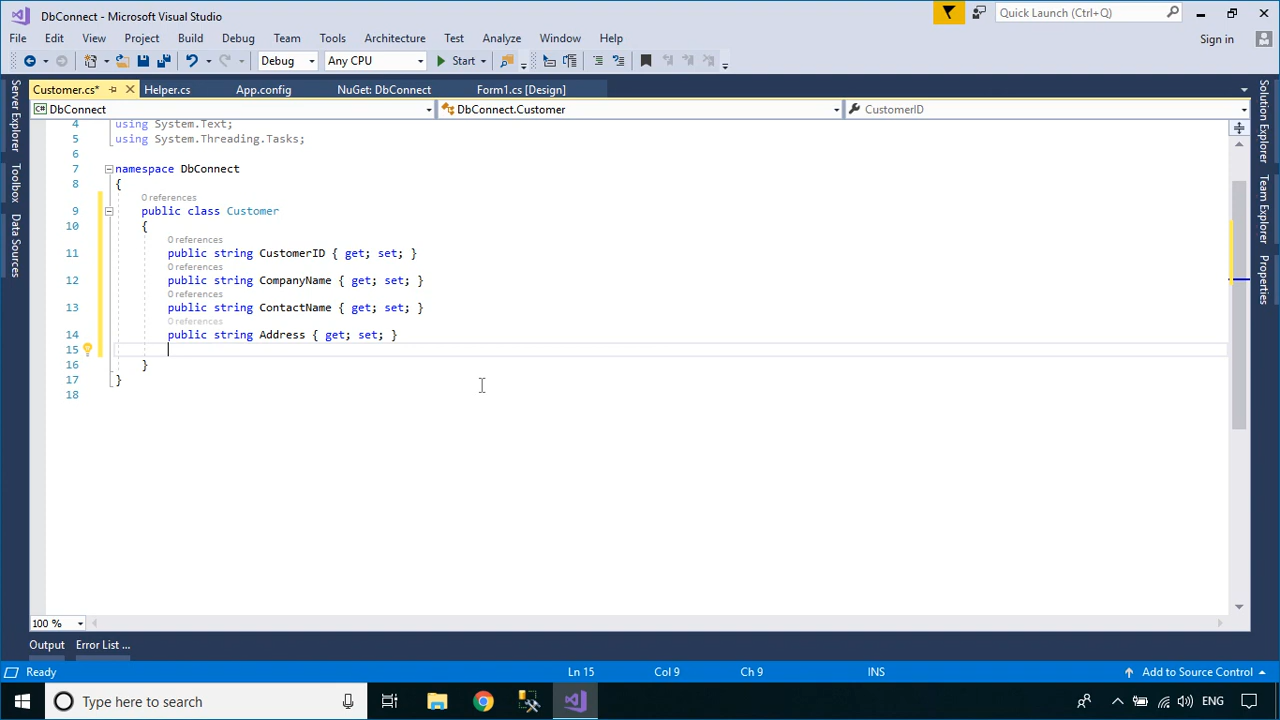 DbConnect - Microsoft Visual Studio
Quick Launch (Ctrl+Q)
File Edit View Project Build Debug Team Tools Architecture Test Analyze Window Help
Sign in
Debug Any CPU Start
Customer.cs* Helper.cs App.config NuGet: DbConnect Form1.cs [Design]
DbConnect DbConnect.Customer CustomerID
Server Explorer
Toolbox
Data Sources
Solution Explorer
Team Explorer
Properties
4 using System.Text;
5 using System.Threading.Tasks;
6
7 namespace DbConnect
8 {
0 references
9 public class Customer
10 {
0 references
11 public string CustomerID { get; set; }
0 references
12 public string CompanyName { get; set; }
0 references
13 public string ContactName { get; set; }
0 references
14 public string Address { get; set; }
15
16 }
17 }
18
100 %
Output Error List ...
Ready Ln 15 Col 9 Ch 9 INS Add to Source Control
Type here to search ENG